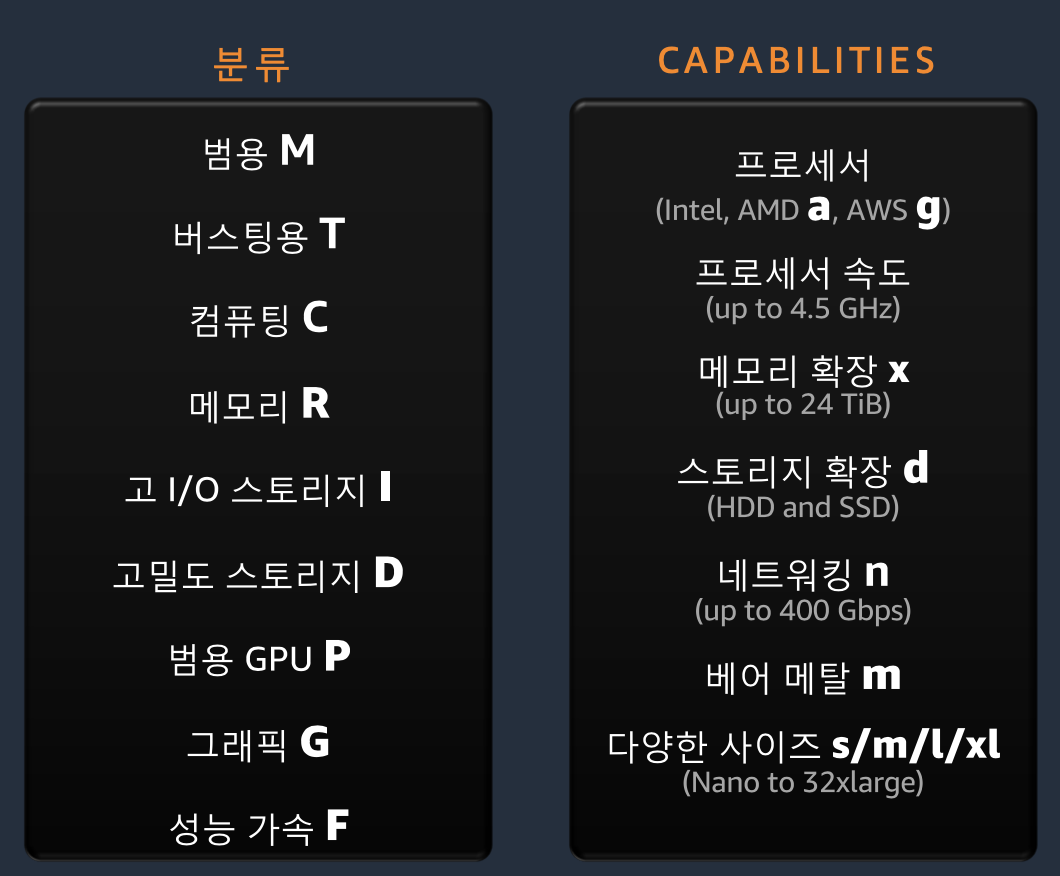 분류
범용 M
버스팅용 T
컴퓨팅 C
메모리 R
고 I/O 스토리지 I
고밀도 스토리지 D
범용 GPU P
그래픽 G
성능 가속 F
CAPABILITIES
프로세서
(Intel, AMD a, AWS g)
프로세서 속도
(up to 4.5 GHz)
메모리 확장 x
(up to 24 TiB)
스토리지 확장 d
(HDD and SSD)
네트워킹 n
(up to 400 Gbps)
베어 메탈 m
다양한 사이즈 s/m/l/xl
(Nano to 32xlarge)